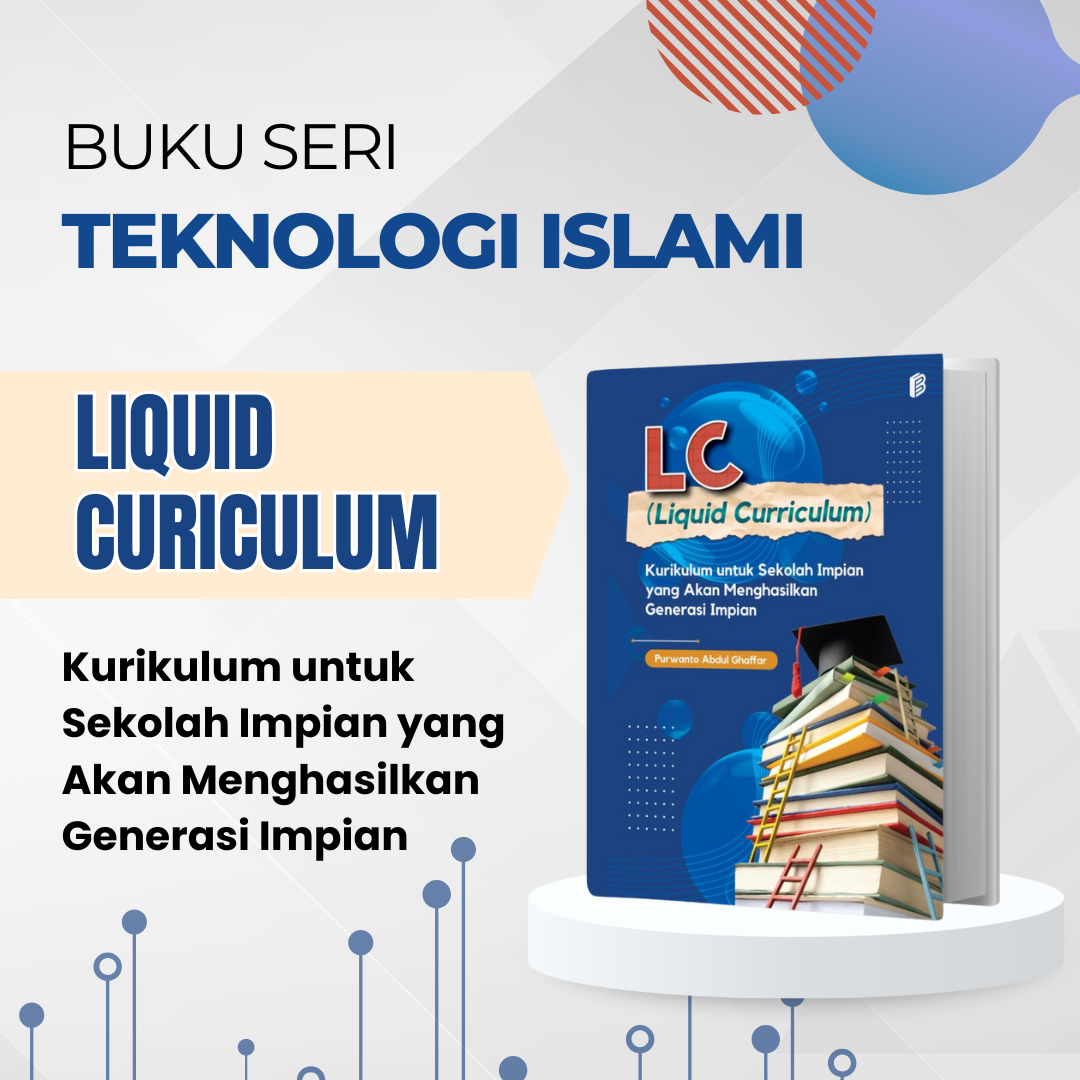 BUKU SERI
TEKNOLOGI ISLAMI
LIQUID
CURICULUM
Kurikulum untuk
Sekolah Impian yang
Akan Menghasilkan
Generasi Impian
LC
(Liquid Curriculum)
Kurikulum untuk Sekolah Impian
yang Akan Menghasilkan
Generasi Impian
Purwanto Abdul Ghaffar